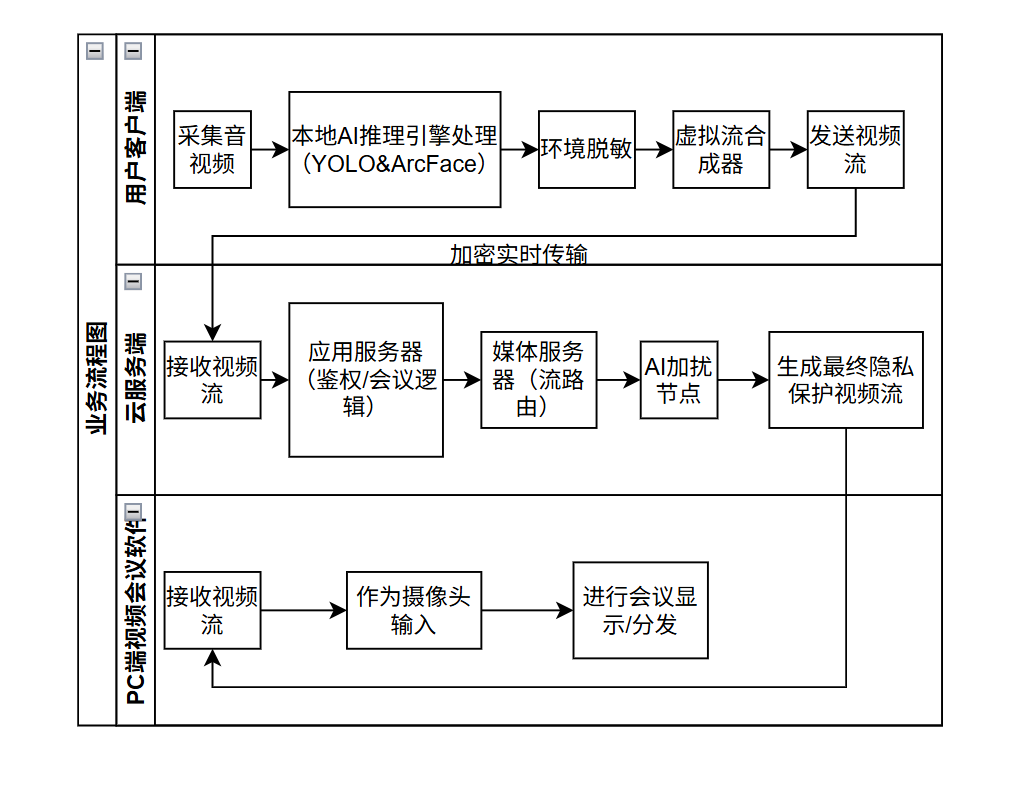 业务流程图
用户客户端
采集音
视频
本地AI推理引擎处理
（YOLO&ArcFace）
环境脱敏
虚拟流合
成器
发送视频
流
加密实时传输
云服务端
接收视频
流
应用服务器
（鉴权/会议逻
辑）
媒体服务
器（流路
由）
AI加扰
节点
生成最终隐私
保护视频流
PC端视频会议软件
接收视频
流
作为摄像头
输入
进行会议显
示/分发